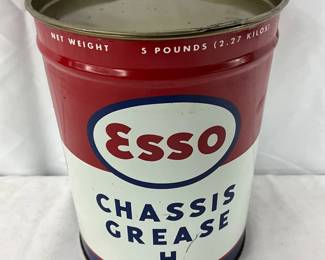 NET WEIGHT 5 POUNDS (2.27 KILOS)
Esso
CHASSIS
GREASE
H